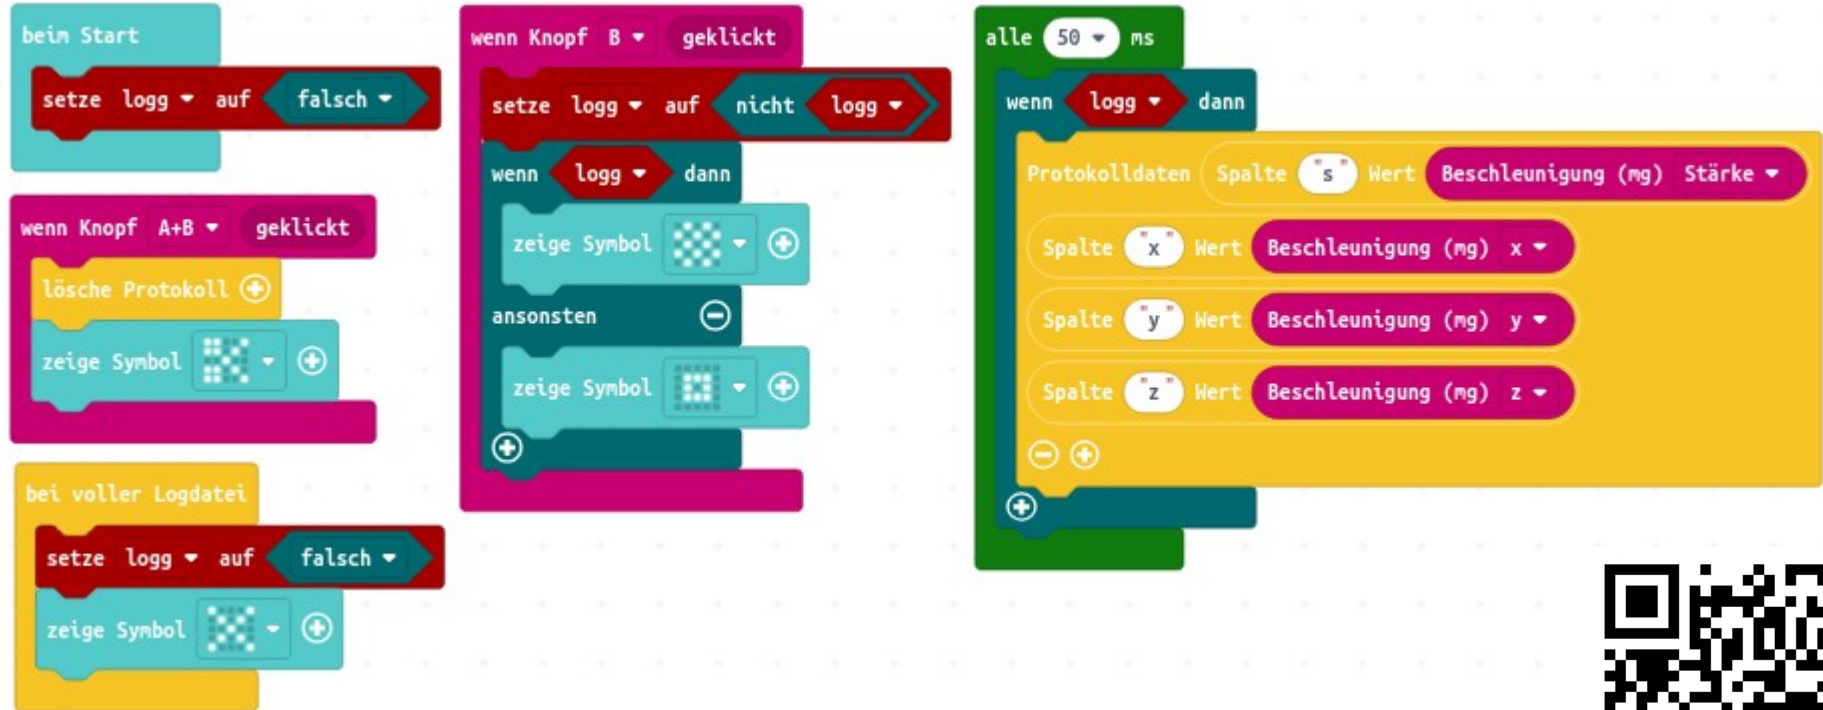 beim Start
setze logg auf falsch
wenn Knopf A+B geklickt
lösche Protokoll
zeige Symbol
bei voller Logdatei
setze logg auf falsch
zeige Symbol
wenn Knopf B geklickt
setze logg auf nicht logg
wenn logg dann
zeige Symbol
ansonsten
zeige Symbol
alle 50 ms
wenn logg dann
Protokolldaten Spalte "s" Wert Beschleunigung (mg) Stärke
Spalte "x" Wert Beschleunigung (mg) x
Spalte "y" Wert Beschleunigung (mg) y
Spalte "z" Wert Beschleunigung (mg) z